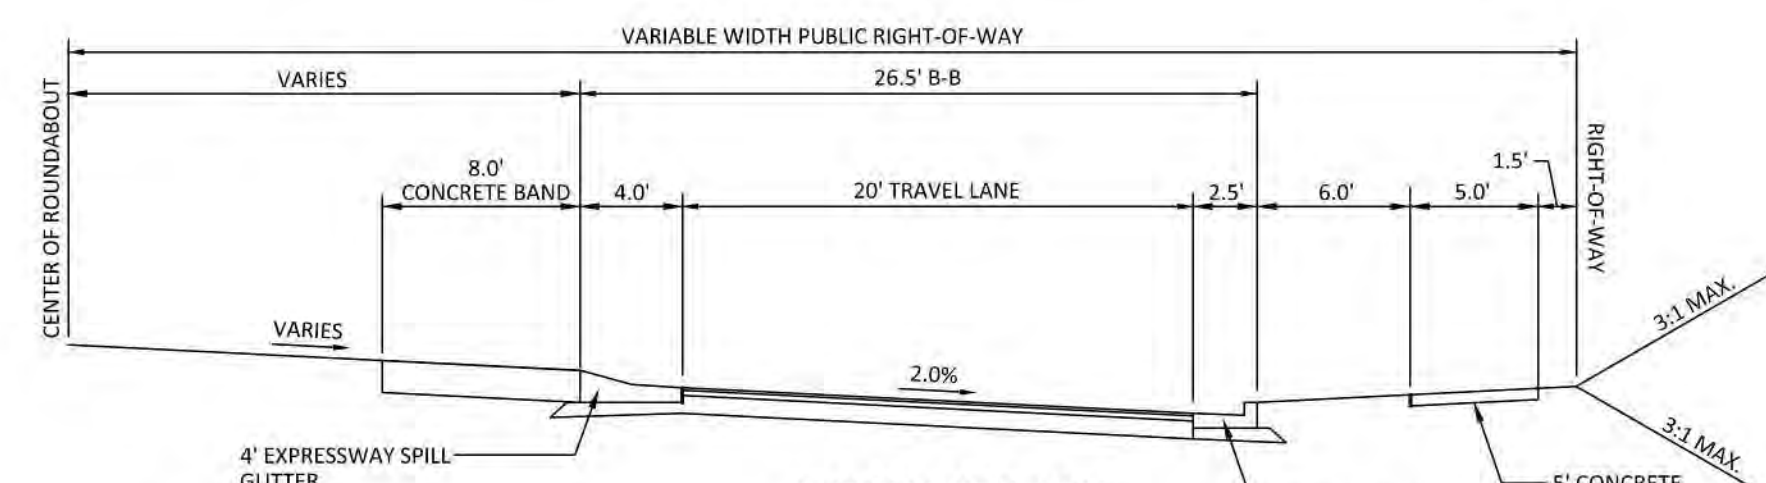 VARIABLE WIDTH PUBLIC RIGHT-OF-WAY
VARIES
26.5' B-B
CENTER OF ROUNDABOUT
RIGHT-OF-WAY
1.5'
8.0'
CONCRETE BAND
4.0'
20' TRAVEL LANE
2.5'
6.0'
5.0'
VARIES
2.0%
3:1 MAX.
3:1 MAX.
4' EXPRESSWAY SPILL
GUTTER
5' CONCRETE